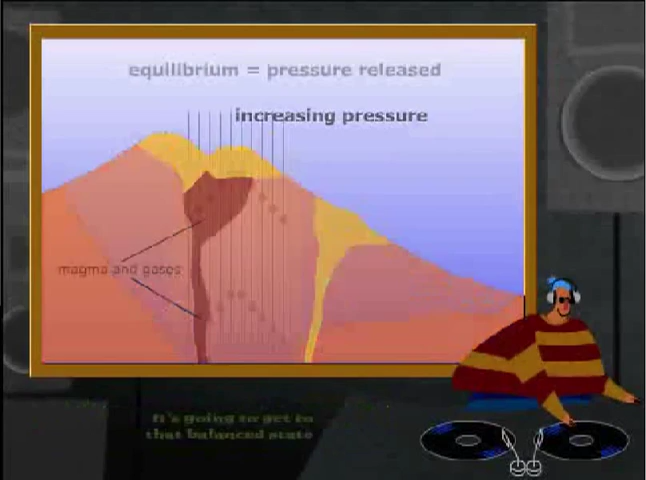 equilibrium = pressure released
increasing pressure
magma and gases
It's going to get to
that balanced state